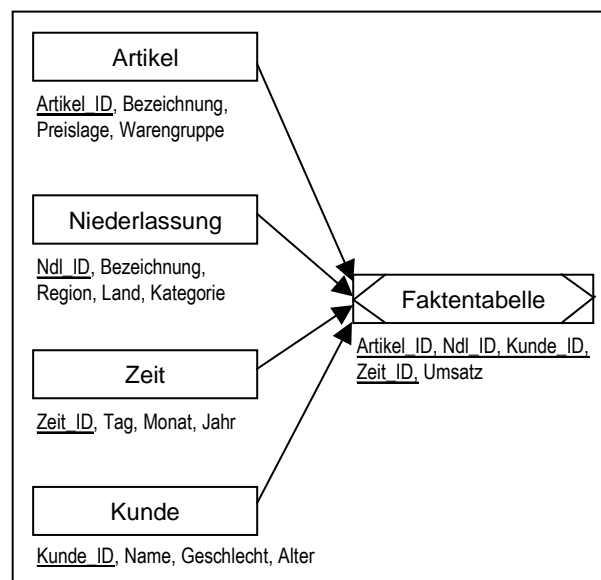 Artikel
Artikel_ID, Bezeichnung,
Preislage, Warengruppe
Niederlassung
Ndl_ID, Bezeichnung,
Region, Land, Kategorie
Zeit
Zeit_ID, Tag, Monat, Jahr
Kunde
Kunde_ID, Name, Geschlecht, Alter
Faktentabelle
Artikel_ID, Ndl_ID, Kunde_ID,
Zeit_ID, Umsatz